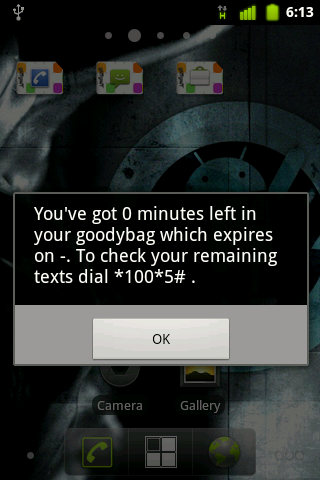 6:13
You've got 0 minutes left in
your goodybag which expires
on -. To check your remaining
texts dial *100*5# .
OK
Camera
Gallery